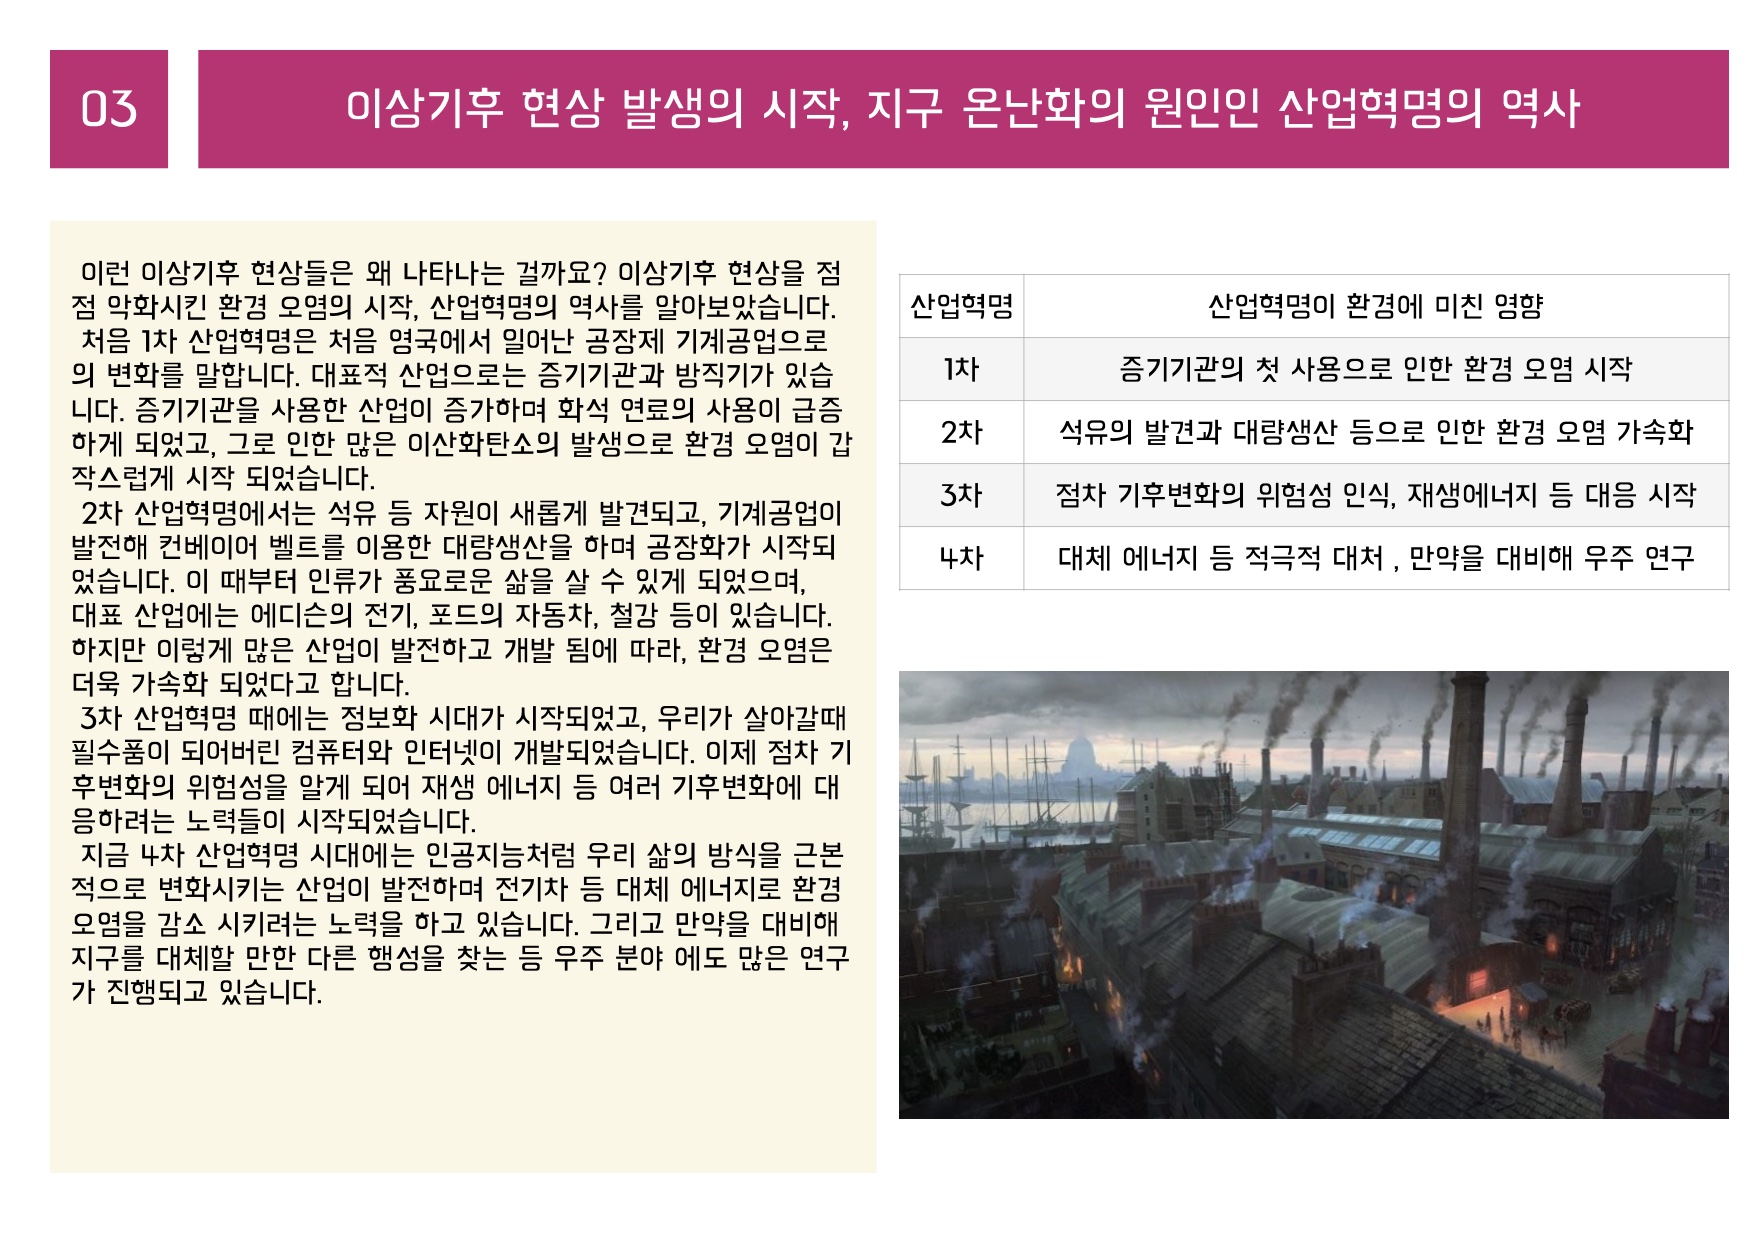 03
이상기후 현상 발생의 시작, 지구 온난화의 원인인 산업혁명의 역사
이런 이상기후 현상들은 왜 나타나는 걸까요? 이상기후 현상을 점
점 악화시킨 환경 오염의 시작, 산업혁명의 역사를 알아보았습니다.
처음 1차 산업혁명은 처음 영국에서 일어난 공장제 기계공업으로
의 변화를 말합니다. 대표적 산업으로는 증기기관과 방직기가 있습
니다. 증기기관을 사용한 산업이 증가하며 화석 연료의 사용이 급증
하게 되었고, 그로 인한 많은 이산화탄소의 발생으로 환경 오염이 갑
작스럽게 시작 되었습니다.
2차 산업혁명에서는 석유 등 자원이 새롭게 발견되고, 기계공업이
발전해 컨베이어 벨트를 이용한 대량생산을 하며 공장화가 시작되
었습니다. 이 때부터 인류가 풍요로운 삶을 살 수 있게 되었으며,
대표 산업에는 에디슨의 전기, 포드의 자동차, 철강 등이 있습니다.
하지만 이렇게 많은 산업이 발전하고 개발 됨에 따라, 환경 오염은
더욱 가속화 되었다고 합니다.
3차 산업혁명 때에는 정보화 시대가 시작되었고, 우리가 살아갈때
필수품이 되어버린 컴퓨터와 인터넷이 개발되었습니다. 이제 점차 기
후변화의 위험성을 알게 되어 재생 에너지 등 여러 기후변화에 대
응하려는 노력들이 시작되었습니다.
지금 4차 산업혁명 시대에는 인공지능처럼 우리 삶의 방식을 근본
적으로 변화시키는 산업이 발전하며 전기차 등 대체 에너지로 환경
오염을 감소 시키려는 노력을 하고 있습니다. 그리고 만약을 대비해
지구를 대체할 만한 다른 행성을 찾는 등 우주 분야 에도 많은 연구
가 진행되고 있습니다.
산업혁명 산업혁명이 환경에 미친 영향
1차 증기기관의 첫 사용으로 인한 환경 오염 시작
2차 석유의 발견과 대량생산 등으로 인한 환경 오염 가속화
3차 점차 기후변화의 위험성 인식, 재생에너지 등 대응 시작
4차 대체 에너지 등 적극적 대처 , 만약을 대비해 우주 연구